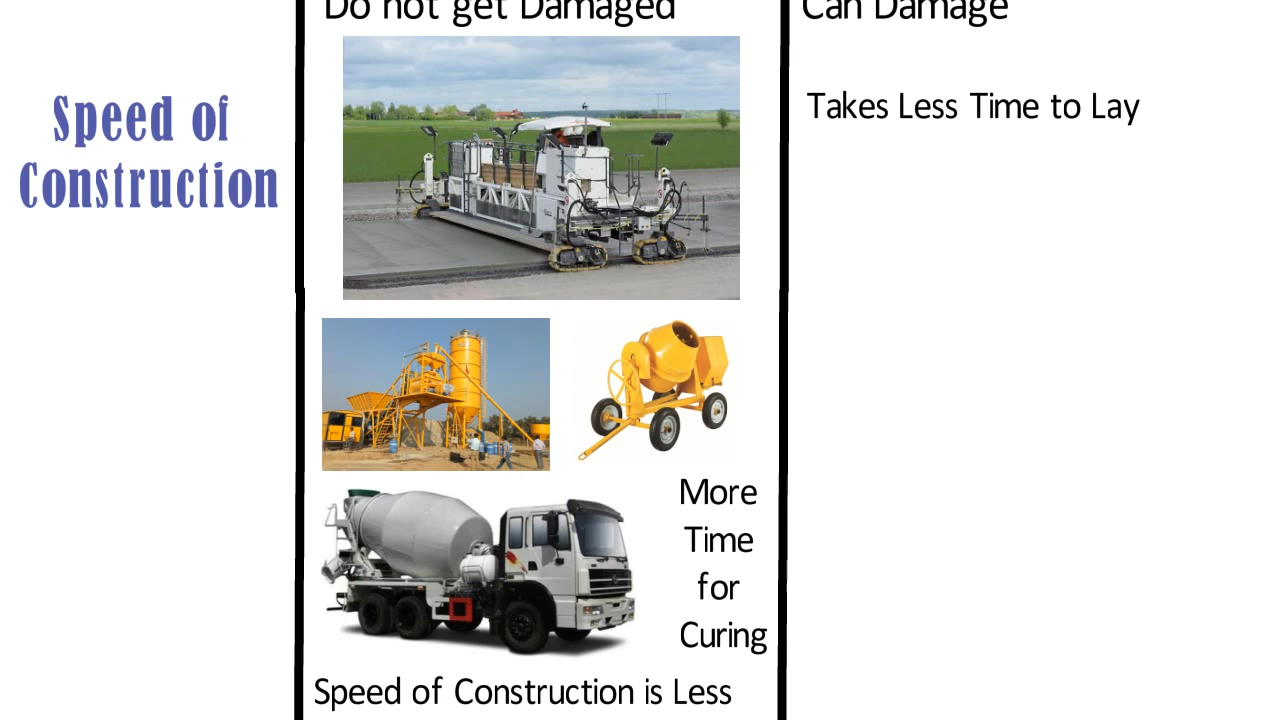 Do not get Damaged
Can Damage
Speed of
Construction
Takes Less Time to Lay
More
Time
for
Curing
Speed of Construction is Less